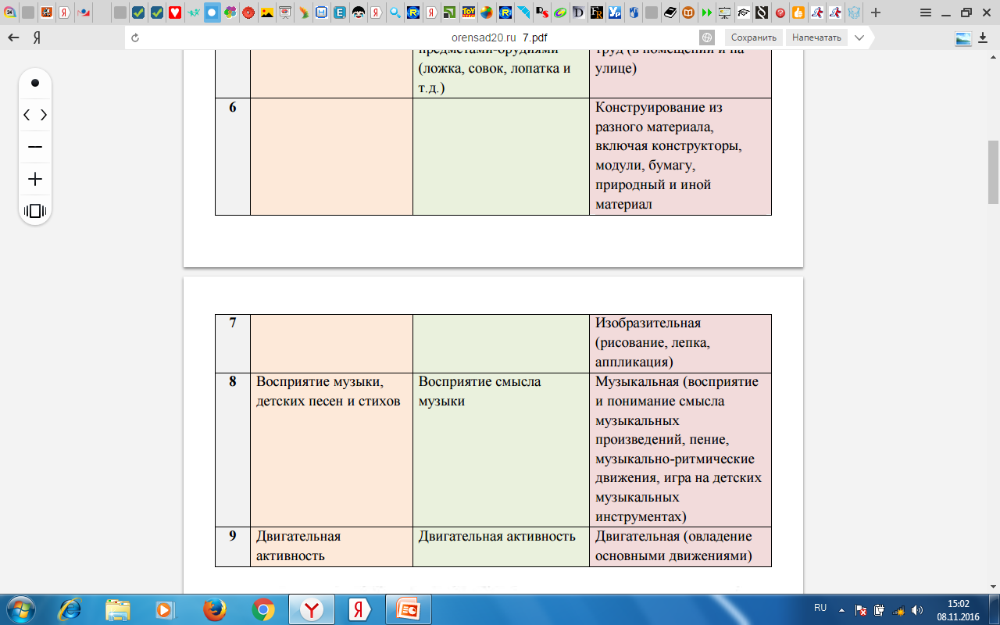 orensad20.ru 7.pdf
Сохранить
Напечатать
предметами-орудиями
труд (в помещении и на
(ложка, совок, лопатка и
улице)
т.д.)
6
Конструирование из
разного материала,
включая конструкторы,
модули, бумагу,
природный и иной
материал
7
Изобразительная
(рисование, лепка,
аппликация)
8
Восприятие музыки,
детских песен и стихов
Восприятие смысла
музыки
Музыкальная (восприятие
и понимание смысла
музыкальных
произведений, пение,
музыкально-ритмические
движения, игра на детских
музыкальных
инструментах)
9
Двигательная
активность
Двигательная активность
Двигательная (овладение
основными движениями)
RU
15:02
08.11.2016